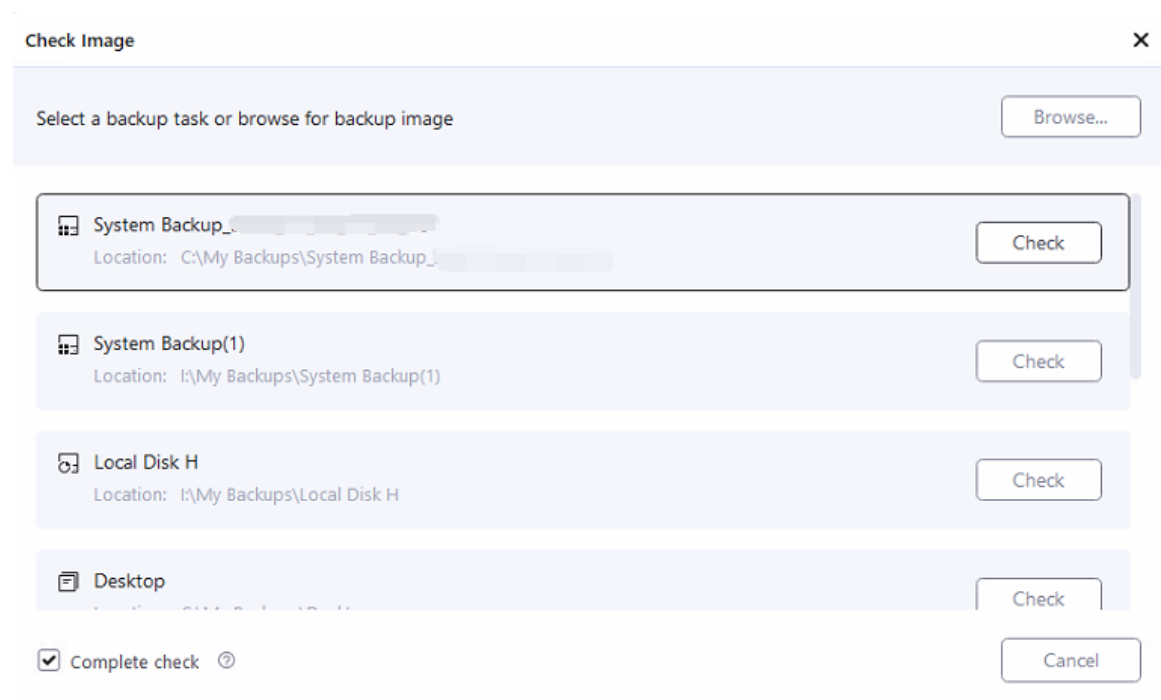 Check Image
Select a backup task or browse for backup image
Browse...
System Backup_
Location: C:\My Backups\System Backup_
Check
System Backup(1)
Location: I:\My Backups\System Backup(1)
Check
Local Disk H
Location: I:\My Backups\Local Disk H
Check
Desktop
Check
Complete check
Cancel